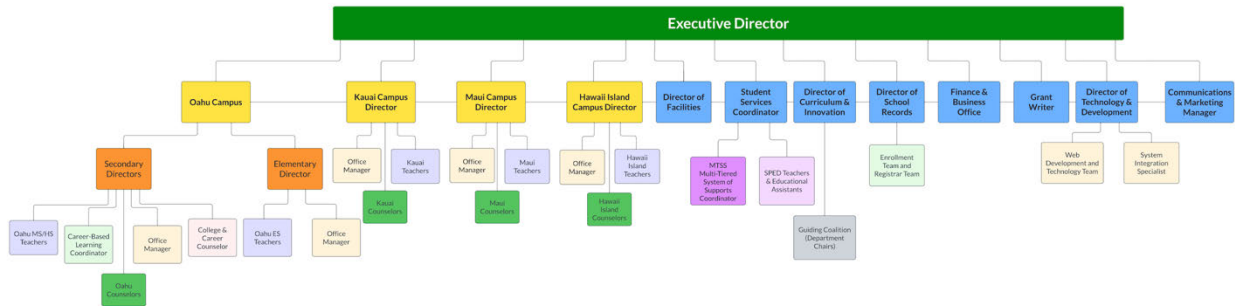 Executive Director
Oahu Campus
Kauai Campus
Director
Maui Campus
Director
Hawaii Island
Campus Director
Director of
Facilities
Student
Services
Coordinator
Director of
Curriculum &
Innovation
Director of
School
Records
Finance &
Business
Office
Grant
Writer
Director of
Technology &
Development
Communications
& Marketing
Manager
Secondary
Directors
Elementary
Director
Office
Manager
Kauai
Teachers
Kauai
Counselors
Office
Manager
Maui
Teachers
Maui
Counselors
Office
Manager
Hawaii
Island
Teachers
Hawaii
Island
Counselors
MTSS
Multi-Tiered
System of
Supports
Coordinator
SPED Teachers
& Educational
Assistants
Guiding Coalition
(Department
Chairs)
Enrollment
Team and
Registrar Team
Web
Development and
Technology Team
System
Integration
Specialist
Oahu MS/HS
Teachers
Career-Based
Learning
Coordinator
Oahu
Counselors
Office
Manager
College &
Career
Counselor
Oahu ES
Teachers
Office
Manager